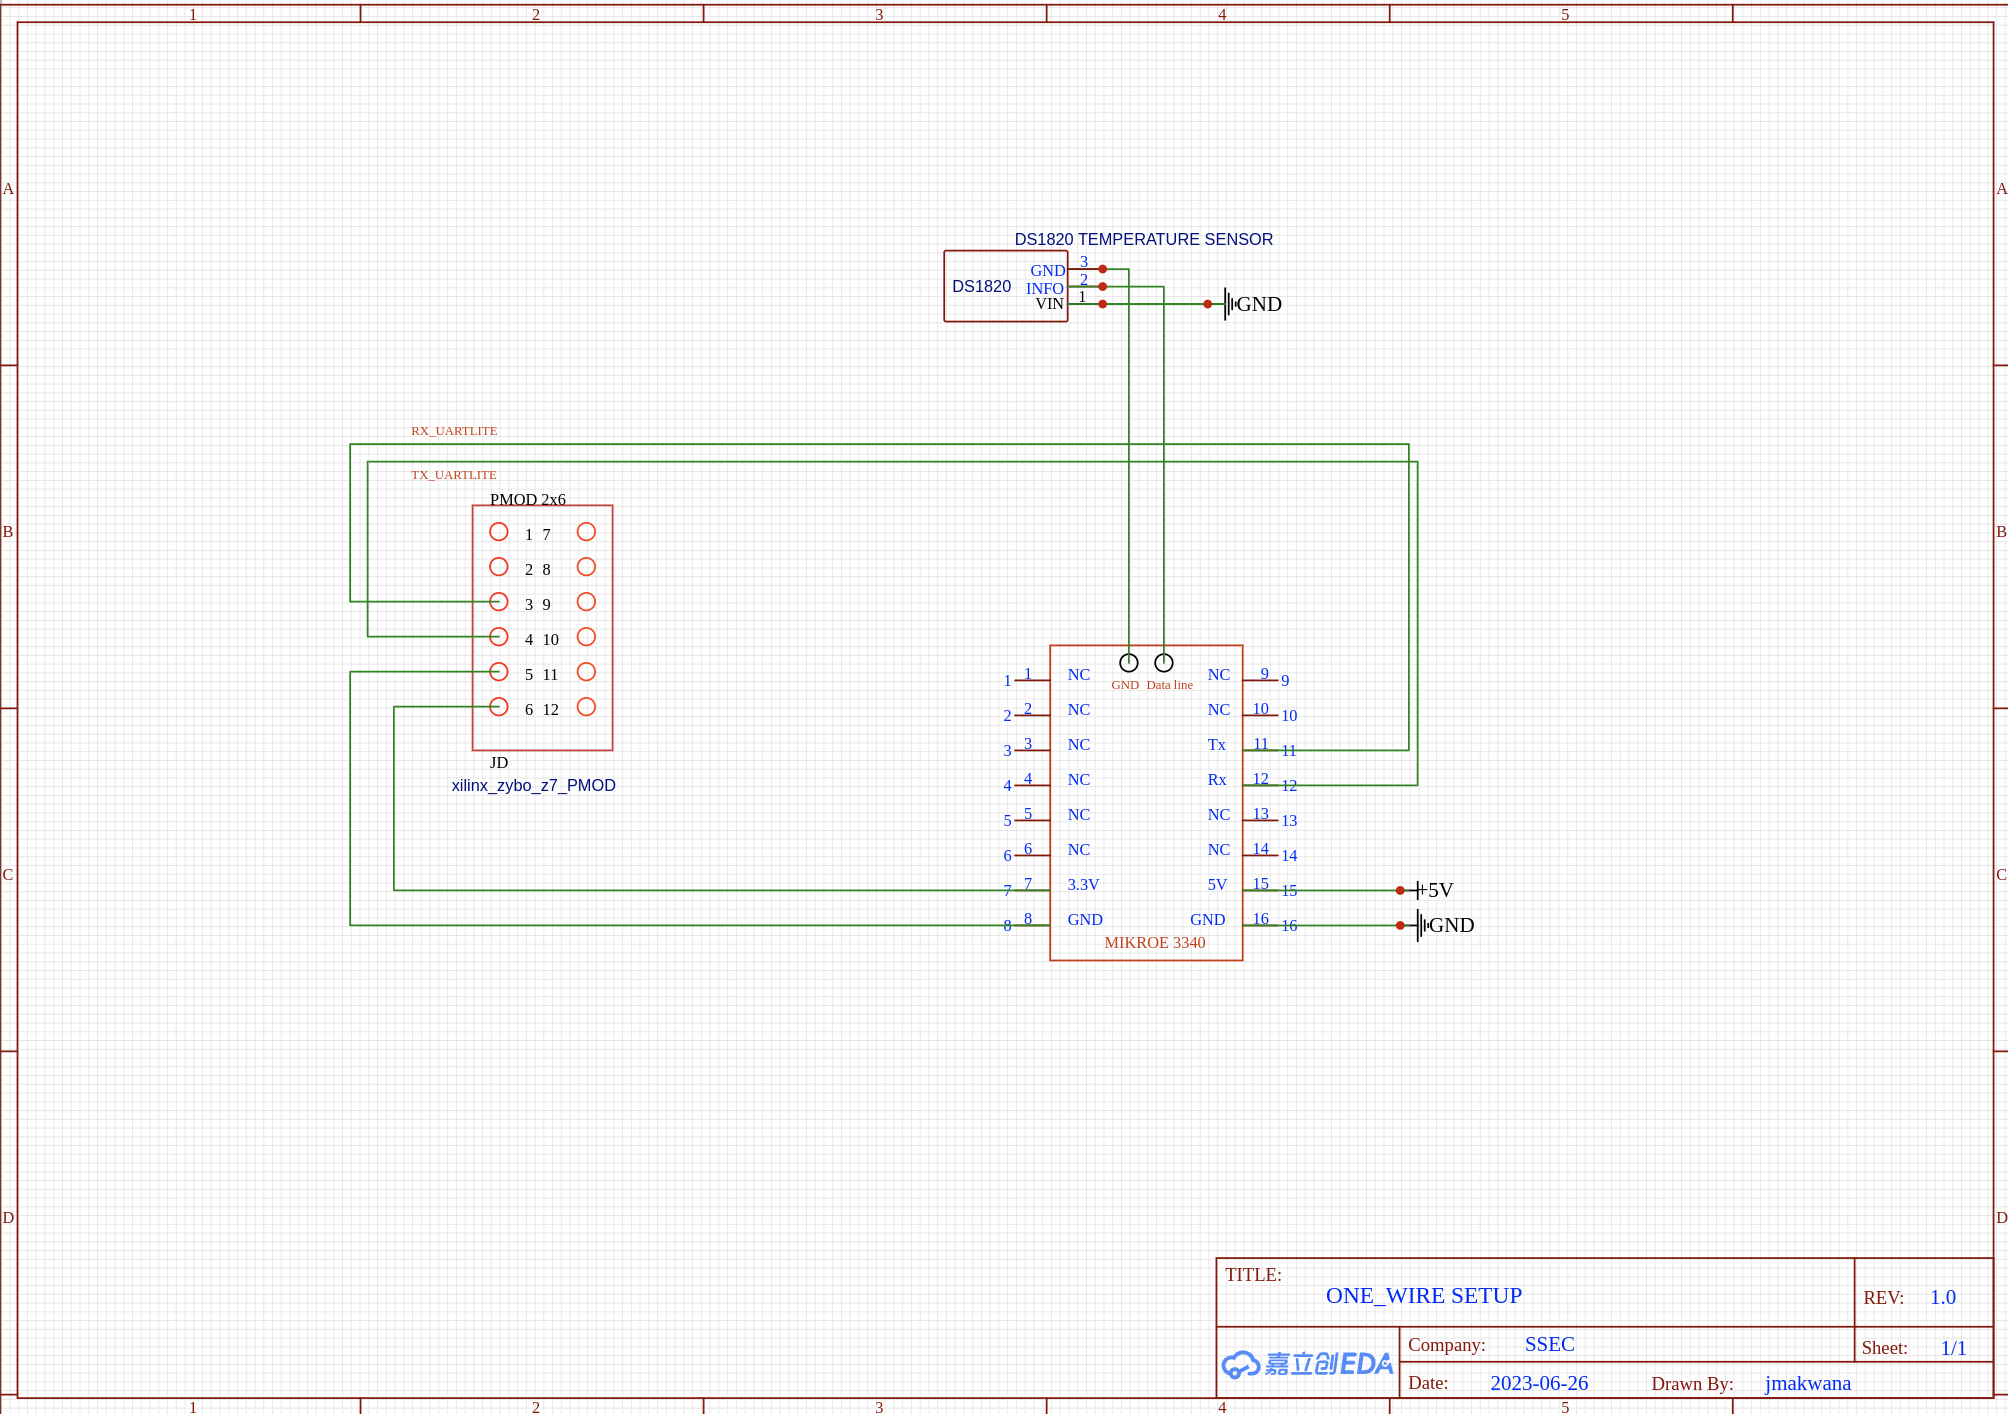 1 2 3 4 5
A A
DS1820 TEMPERATURE SENSOR
DS1820
GND 3
INFO 2
VIN 1
GND
RX_UARTLITE
TX_UARTLITE
PMOD 2x6
B B
1 7
2 8
3 9
4 10
5 11
6 12
JD
xilinx_zybo_z7_PMOD
GND Data line
1 1 NC NC 9 9
2 2 NC NC 10 10
3 3 NC Tx 11 11
4 4 NC Rx 12 12
5 5 NC NC 13 13
6 6 NC NC 14 14
C C
7 7 3.3V 5V 15 15 +5V
8 8 GND GND 16 16 GND
MIKROE 3340
D D
TITLE:
ONE_WIRE SETUP
REV: 1.0
嘉立创EDA
Company: SSEC
Sheet: 1/1
Date: 2023-06-26
Drawn By: jmakwana
1 2 3 4 5